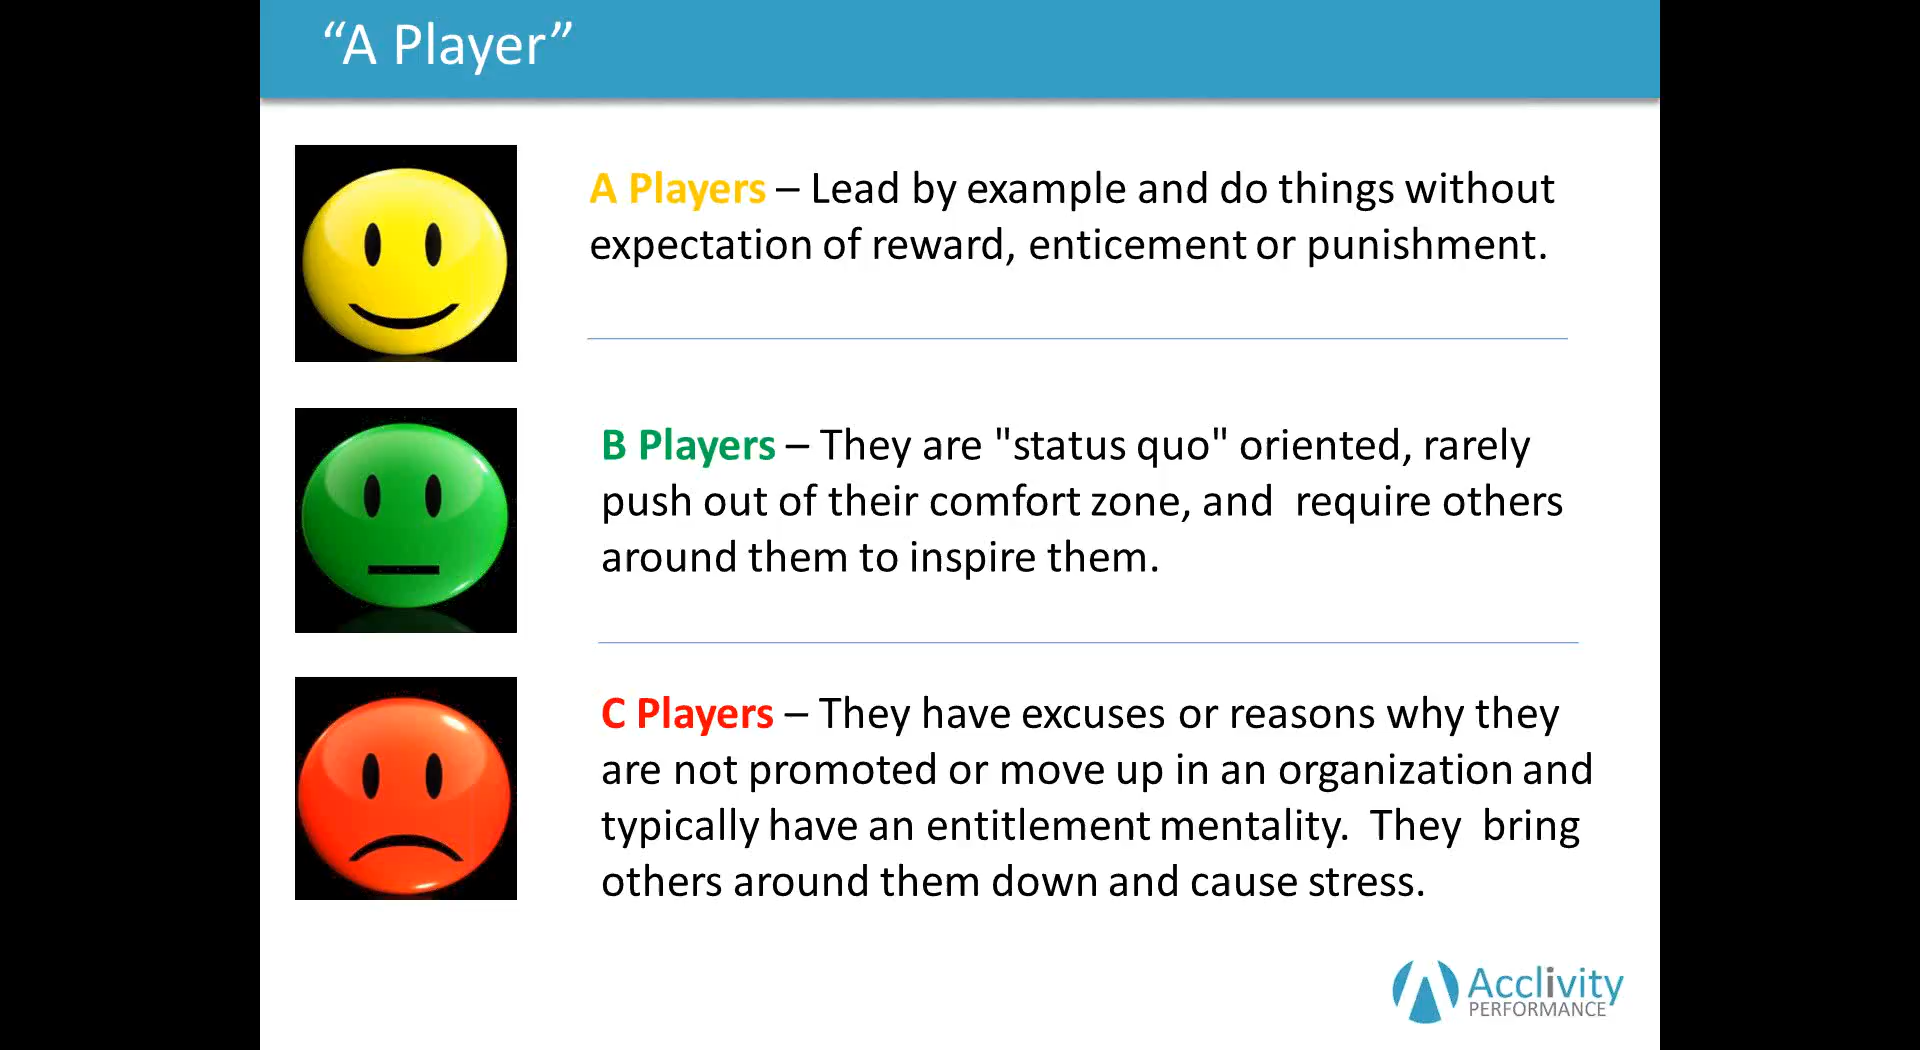 “A Player”
A Players – Lead by example and do things without
expectation of reward, enticement or punishment.
B Players – They are "status quo" oriented, rarely
push out of their comfort zone, and  require others
around them to inspire them.
C Players – They have excuses or reasons why they
are not promoted or move up in an organization and
typically have an entitlement mentality.  They  bring
others around them down and cause stress.
Acclivity
PERFORMANCE